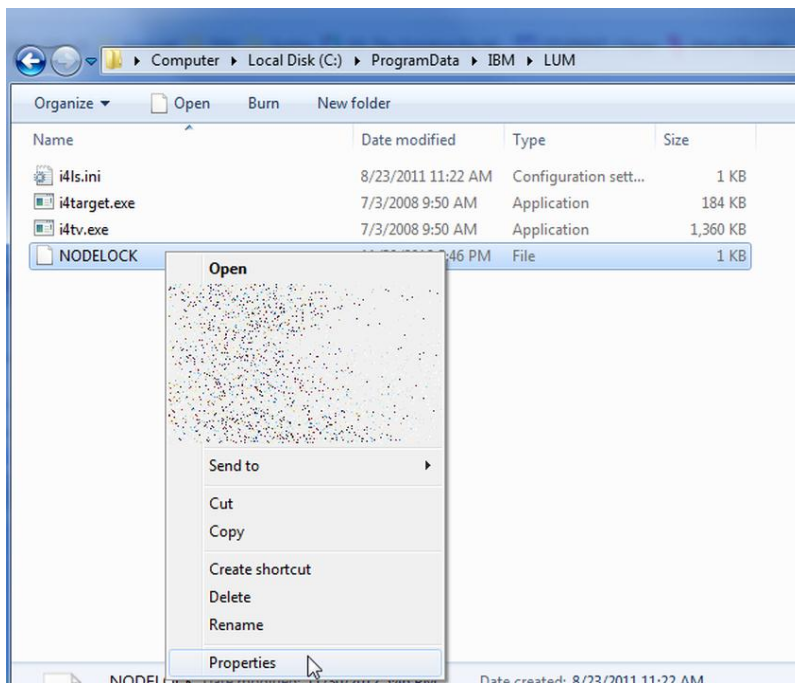 Computer Local Disk (C:) ProgramData IBM LUM
Organize Open Burn New folder
Name Date modified Type Size
i4ls.ini 8/23/2011 11:22 AM Configuration sett... 1 KB
i4target.exe 7/3/2008 9:50 AM Application 184 KB
i4tv.exe 7/3/2008 9:50 AM Application 1,360 KB
NODELOCK :46 PM File 1 KB
Open
Send to
Cut
Copy
Create shortcut
Delete
Rename
Properties
Date created: 8/23/2011 11:22 AM